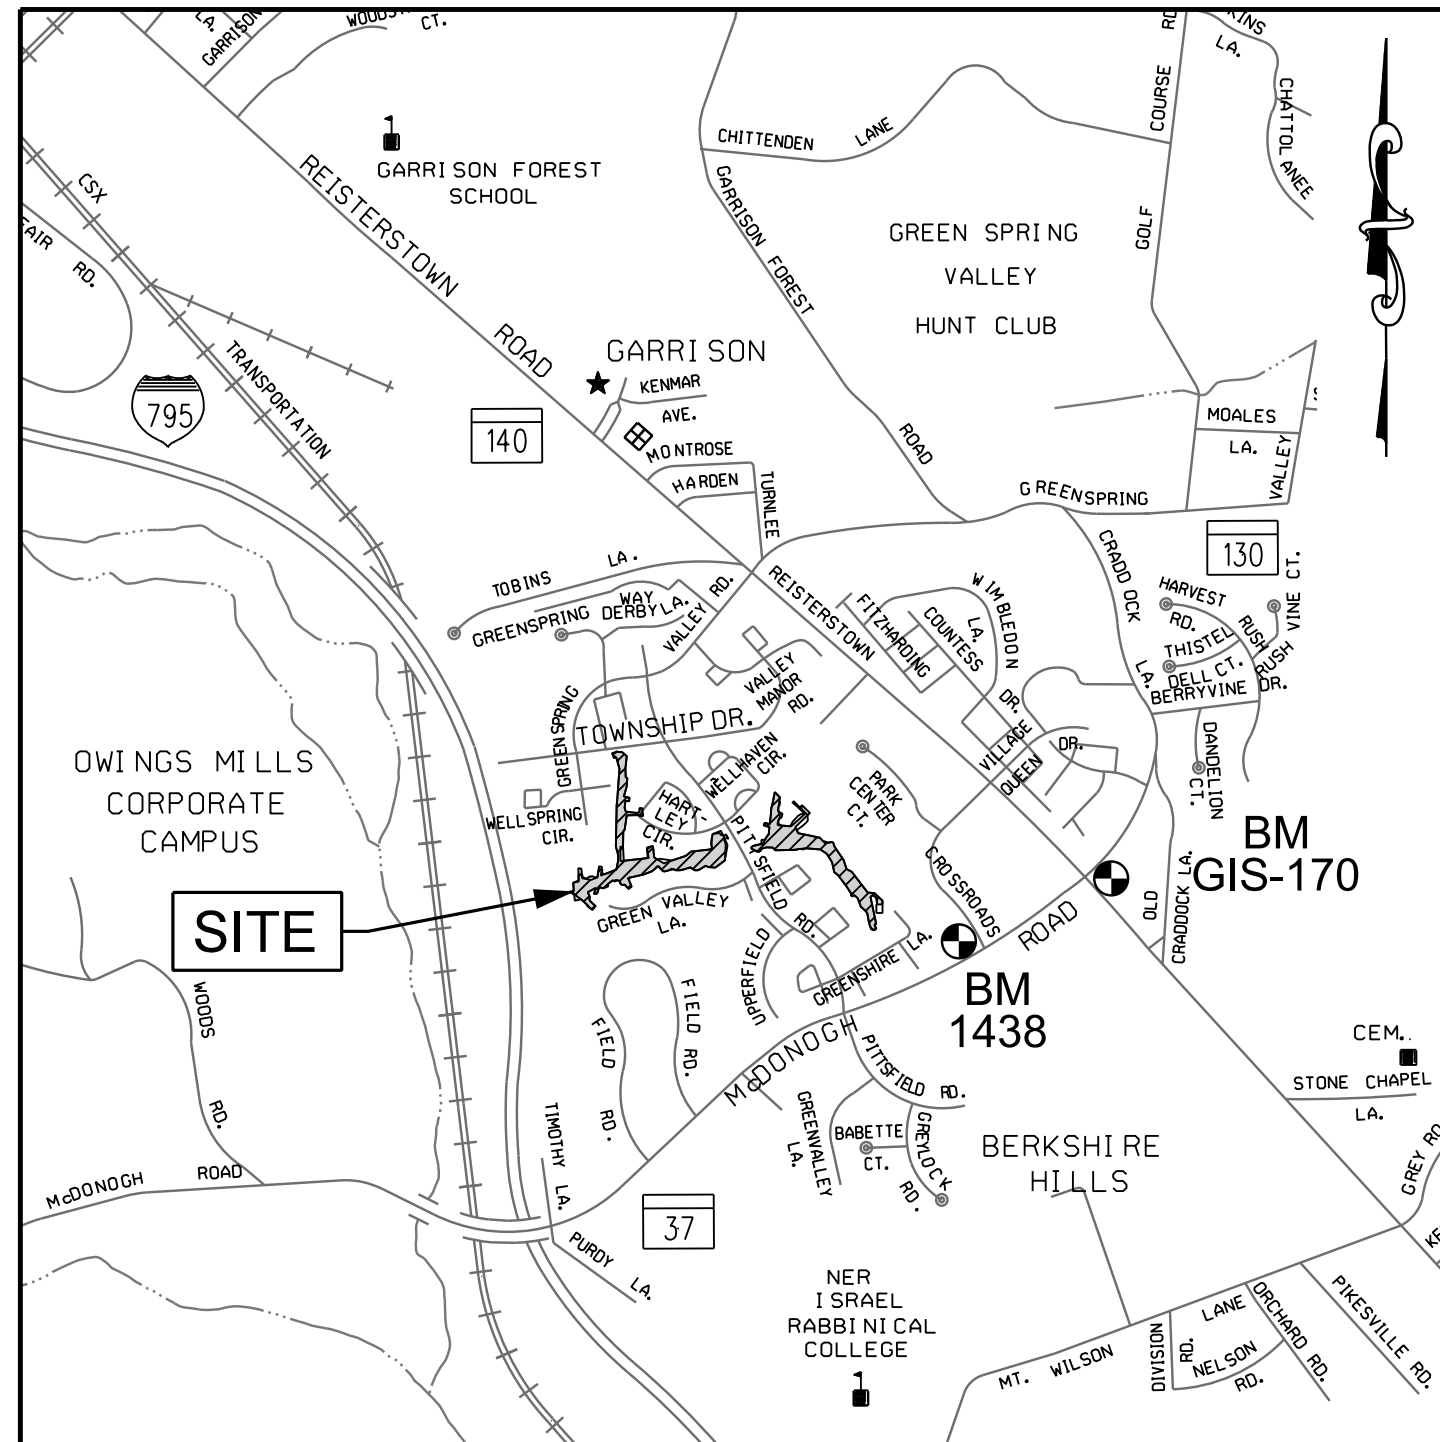 LA.
GARRISON
CT.
RD
LA.
CHATTOLANEE
COURSE
GOLF
CHITTENDEN LANE
GARRISON FOREST
SCHOOL
CSX
TRANSPORTATION
REISTERSTOWN
ROAD
GARRISON FOREST
ROAD
GREEN SPRING
VALLEY
HUNT CLUB
FAIR
RD.
795
140
GARRISON
KENMAR
AVE.
MONTROSE
HARDEN
TURNLEE
MOALES
LA.
VALLEY
GREENSPRING
130
CRADDOCK
LA.
HARVEST
RD.
RUSH
VINE CT.
THISTEL
DELL CT.
RUSH
BERRYVINE DR.
DANDELION
CT.
TOBINS LA.
WAY
DERBY LA.
GREENSPRING
VALLEY RD.
REISTERSTOWN
FITZHARDING
COUNTESS
WIMBLEDON
LA.
DR.
VALLEY
MANOR
RD.
VILLAGE
QUEEN
DR.
GREENSPRING
TOWNSHIP DR.
WELLHAVEN
CIR.
OWINGS MILLS
CORPORATE
CAMPUS
WELLSPRING
CIR.
HART-
LEY
CIR.
PITTSFIELD
RD.
PARK
CENTER
CT.
CROSSROADS
BM
GIS-170
OLD
CRADDOCK LA.
SITE
GREEN VALLEY
LA.
UPPERFIELD
GREENSHIRE LA.
ROAD
BM
1438
WOODS
RD.
FIELD
RD.
FIELD
RD.
McDONOGH
PITTSFIELD RD.
CEM.
STONE CHAPEL
LA.
GREENVALLEY
LA.
BABETTE
CT.
GREYLOCK
RD.
BERKSHIRE
HILLS
TIMOTHY LA.
McDONOGH ROAD
GREY RD
37
PURDY
LA.
NER
ISRAEL
RABBINICAL
COLLEGE
MT. WILSON
LANE
DIVISION
RD.
NELSON
RD.
ORCHARD RD.
PIKESVILLE RD.